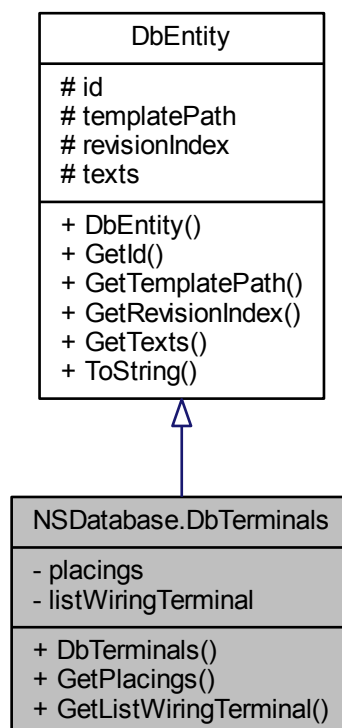 DbEntity
# id
# templatePath
# revisionIndex
# texts
+ DbEntity()
+ GetId()
+ GetTemplatePath()
+ GetRevisionIndex()
+ GetTexts()
+ ToString()
NSDatabase.DbTerminals
- placings
- listWiringTerminal
+ DbTerminals()
+ GetPlacings()
+ GetListWiringTerminal()